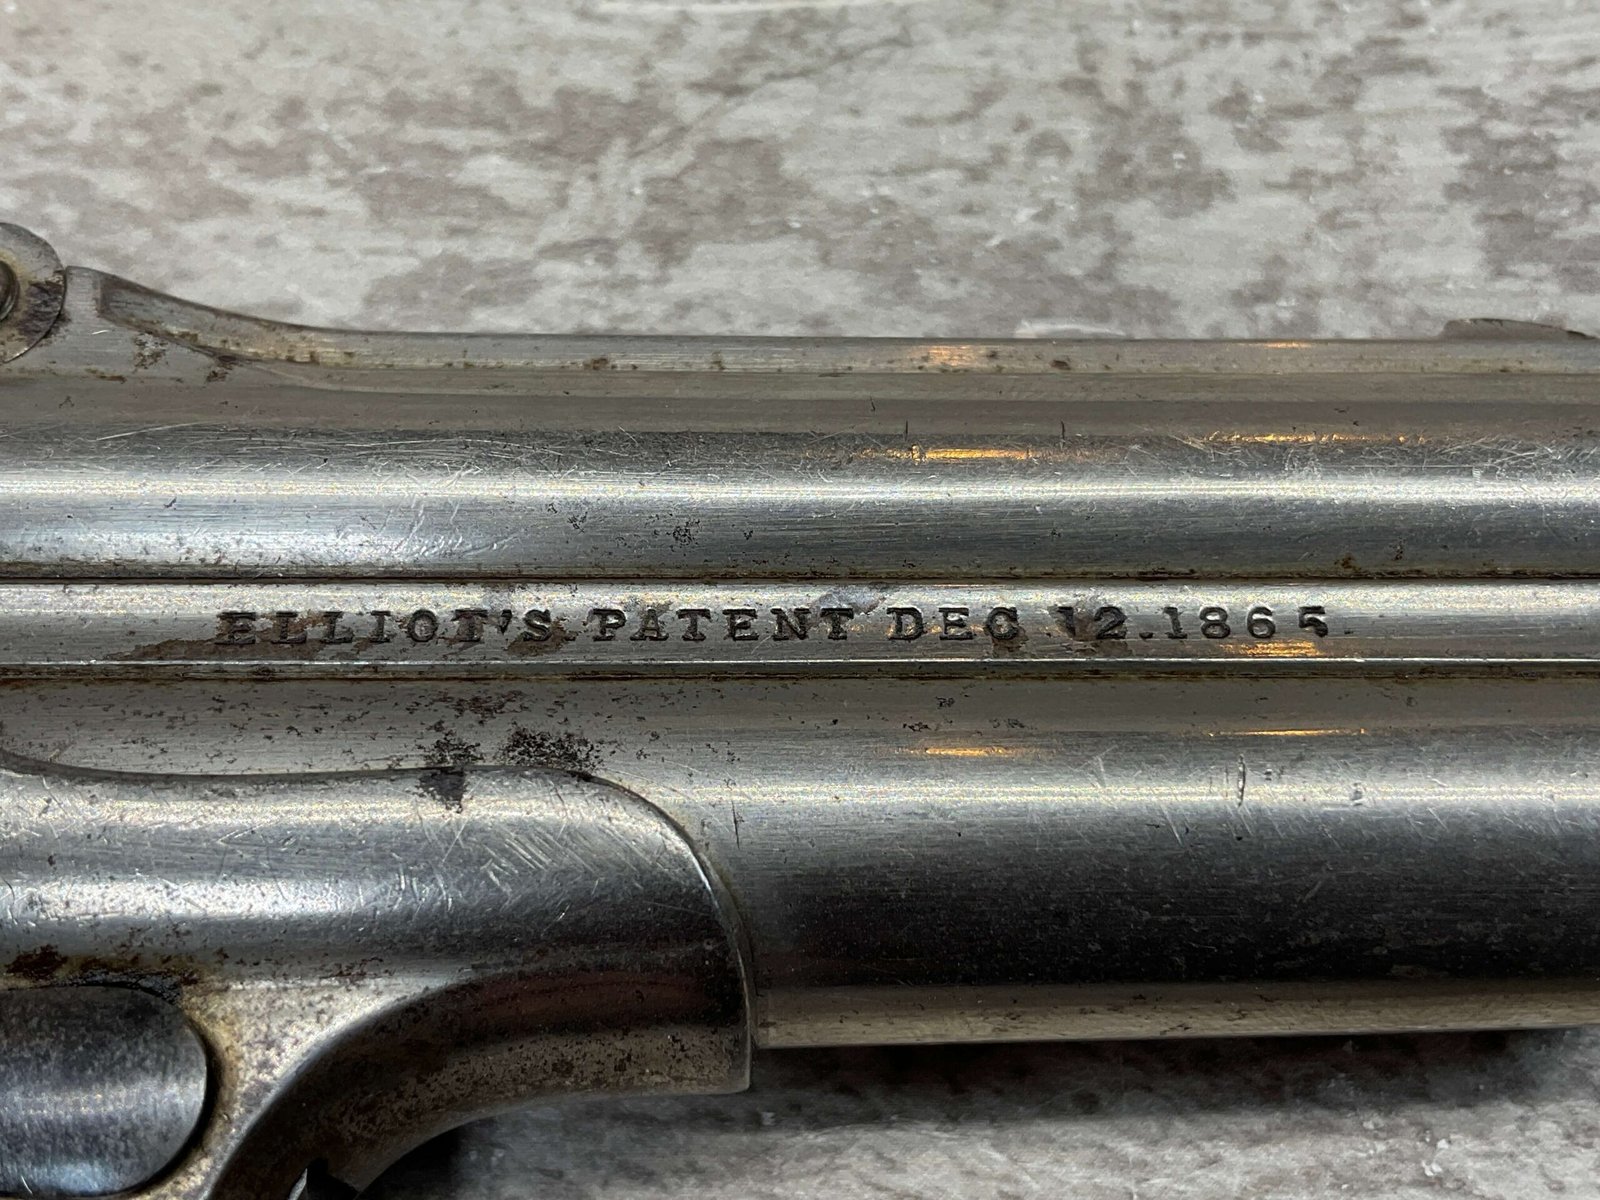 ELLIOT'S PATENT DEC 12.1865